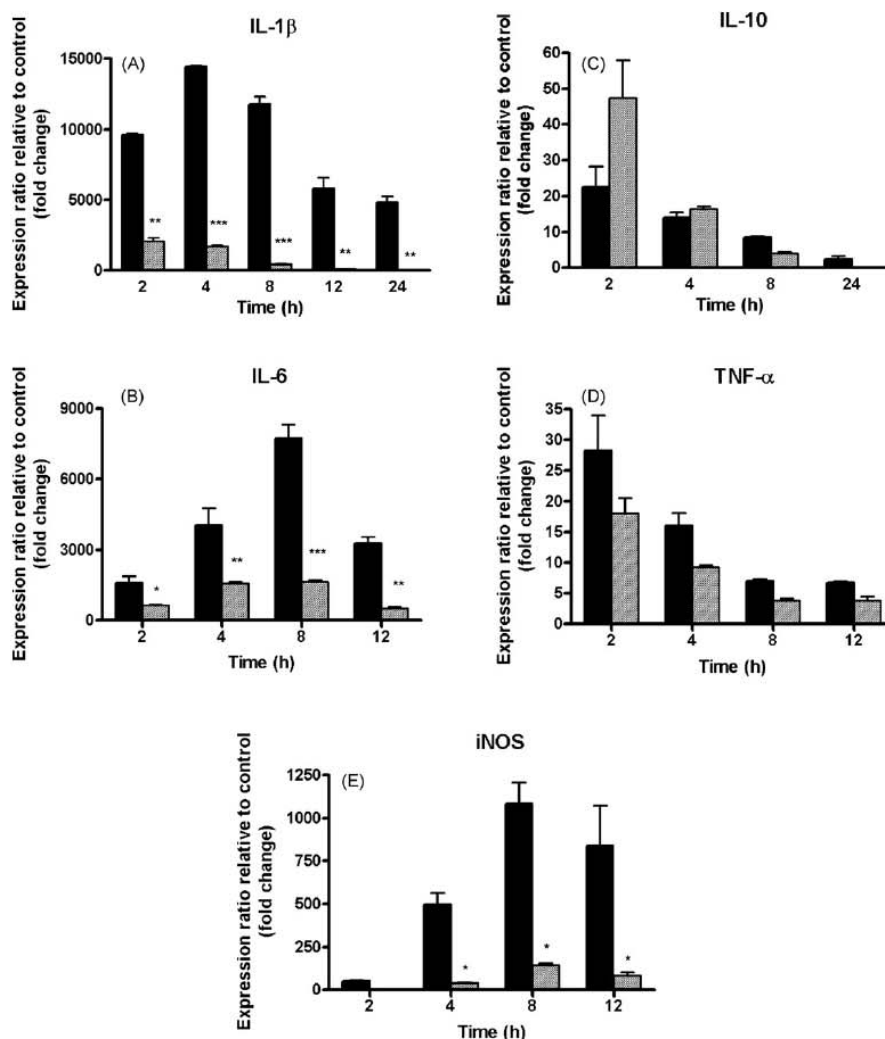 IL-1β
(A)
Expression ratio relative to control
(fold change)
15000
10000
5000
0
** *** *** ** **
2 4 8 12 24
Time (h)
IL-10
(C)
Expression ratio relative to control
(fold change)
60
50
40
30
20
10
0
2 4 8 24
Time (h)
IL-6
(B)
Expression ratio relative to control
(fold change)
9000
6000
3000
0
* ** *** **
2 4 8 12
Time (h)
TNF-α
(D)
Expression ratio relative to control
(fold change)
35
30
25
20
15
10
5
0
2 4 8 12
Time (h)
iNOS
(E)
Expression ratio relative to control
(fold change)
1250
1000
750
500
250
0
* * *
2 4 8 12
Time (h)